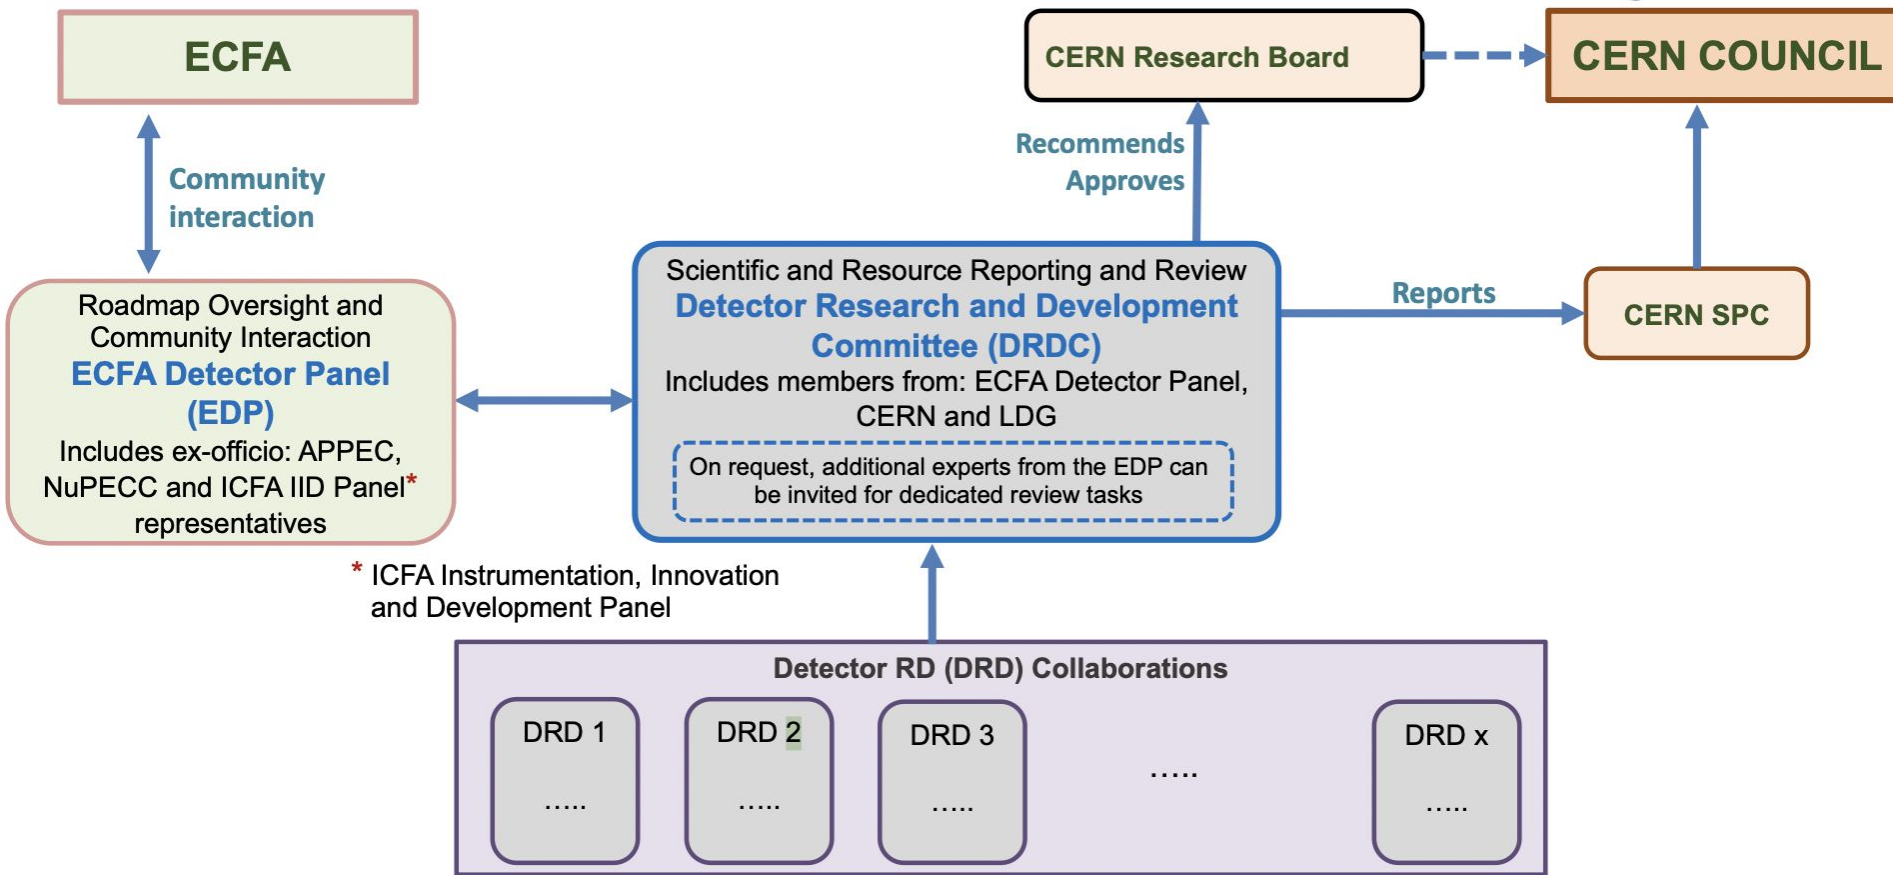 ECFA
CERN Research Board
CERN COUNCIL
Community
interaction
Recommends
Approves
Roadmap Oversight and
Community Interaction
ECFA Detector Panel
(EDP)
Includes ex-officio: APPEC,
NuPECC and ICFA IID Panel*
representatives
Scientific and Resource Reporting and Review
Detector Research and Development
Committee (DRDC)
Includes members from: ECFA Detector Panel,
CERN and LDG
On request, additional experts from the EDP can
be invited for dedicated review tasks
Reports
CERN SPC
* ICFA Instrumentation, Innovation
and Development Panel
Detector RD (DRD) Collaborations
DRD 1
.....
DRD 2
.....
DRD 3
.....
.....
DRD x
.....